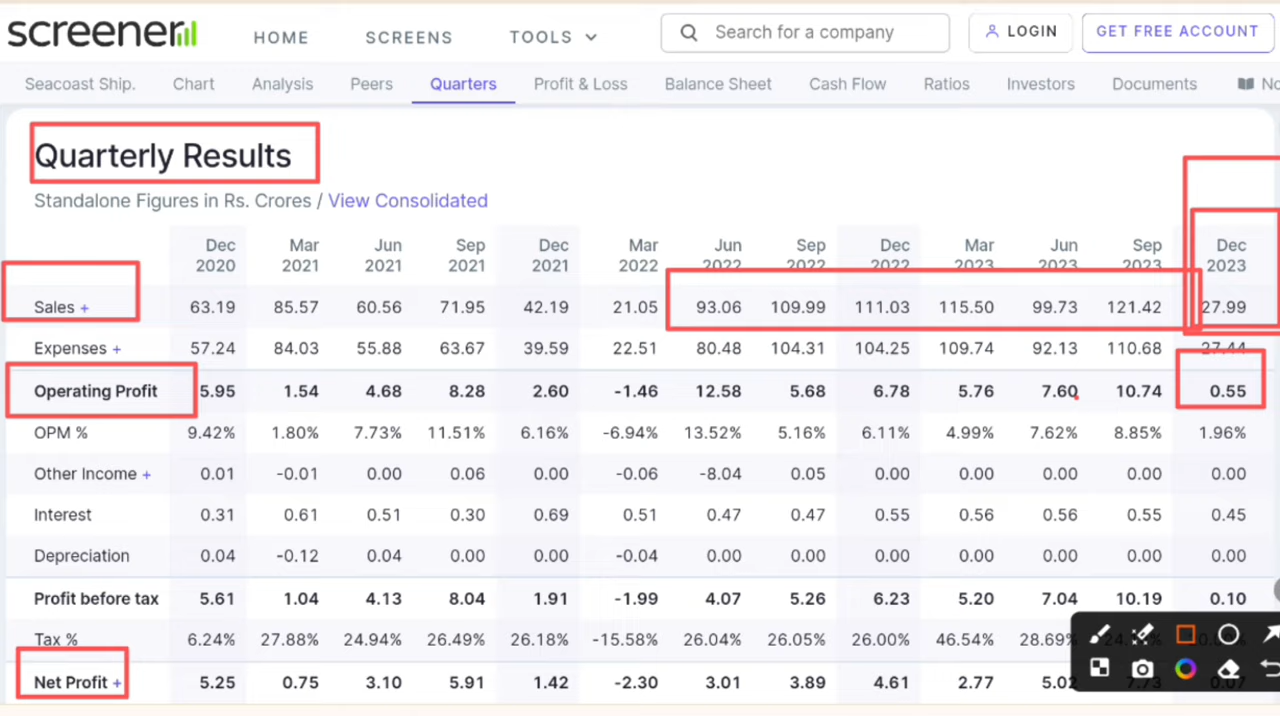 screener HOME SCREENS TOOLS Search for a company LOGIN GET FREE ACCOUNT
Seacoast Ship. Chart Analysis Peers Quarters Profit & Loss Balance Sheet Cash Flow Ratios Investors Documents
Quarterly Results
Standalone Figures in Rs. Crores / View Consolidated
Dec Mar Jun Sep Dec Mar Jun Sep Dec Mar Jun Sep Dec
2020 2021 2021 2021 2021 2022 2022 2022 2022 2023 2023 2023 2023
Sales + 63.19 85.57 60.56 71.95 42.19 21.05 93.06 109.99 111.03 115.50 99.73 121.42 27.99
Expenses + 57.24 84.03 55.88 63.67 39.59 22.51 80.48 104.31 104.25 109.74 92.13 110.68 27.44
Operating Profit 5.95 1.54 4.68 8.28 2.60 -1.46 12.58 5.68 6.78 5.76 7.60 10.74 0.55
OPM % 9.42% 1.80% 7.73% 11.51% 6.16% -6.94% 13.52% 5.16% 6.11% 4.99% 7.62% 8.85% 1.96%
Other Income + 0.01 -0.01 0.00 0.06 0.00 -0.06 -8.04 0.05 0.00 0.00 0.00 0.00 0.00
Interest 0.31 0.61 0.51 0.30 0.69 0.51 0.47 0.47 0.55 0.56 0.56 0.55 0.45
Depreciation 0.04 -0.12 0.04 0.00 0.00 -0.04 0.00 0.00 0.00 0.00 0.00 0.00 0.00
Profit before tax 5.61 1.04 4.13 8.04 1.91 -1.99 4.07 5.26 6.23 5.20 7.04 10.19 0.10
Tax % 6.24% 27.88% 24.94% 26.49% 26.18% -15.58% 26.04% 26.05% 26.00% 46.54% 28.69%
Net Profit + 5.25 0.75 3.10 5.91 1.42 -2.30 3.01 3.89 4.61 2.77 5.02 7.73 0.07